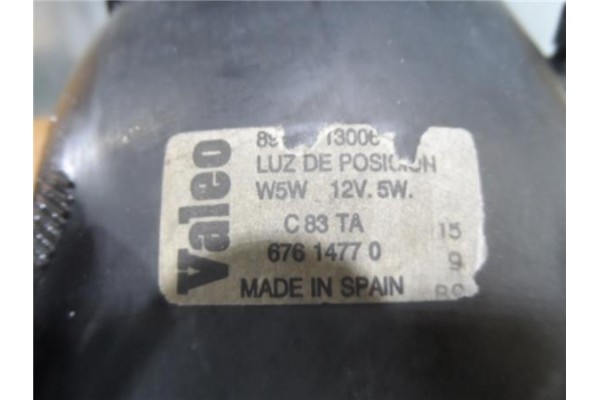 Valeo
LUZ DE POSICION
W5W 12V. 5W.
C 83 TA
15
676 1477 0
9
MADE IN SPAIN